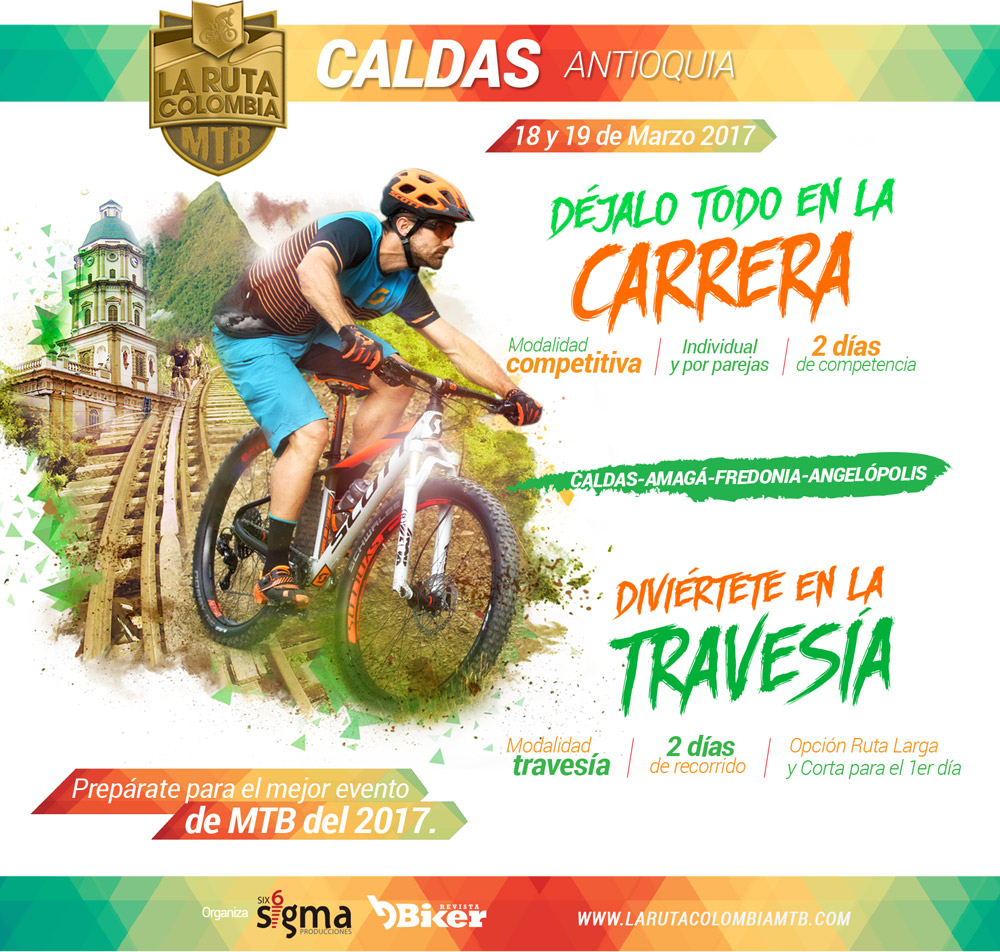 LA RUTA
COLOMBIA
MTB
CALDAS ANTIOQUIA
18 y 19 de Marzo 2017
DÉJALO TODO EN LA
CARRERA
Modalidad
competitiva
Individual
y por parejas
2 días
de competencia
CALDAS-AMAGÁ-FREDONIA-ANGELÓPOLIS
DIVIÉRTETE EN LA
TRAVESÍA
Modalidad
travesía
2 días
de recorrido
Opción Ruta Larga
y Corta para el 1er día
Prepárate para el mejor evento
de MTB del 2017.
Organiza
SIX 6
sigma
PRODUCCIONES
REVISTA
Biker
WWW.LARUTACOLOMBIAMTB.COM
SCOTT
SCHWALBE